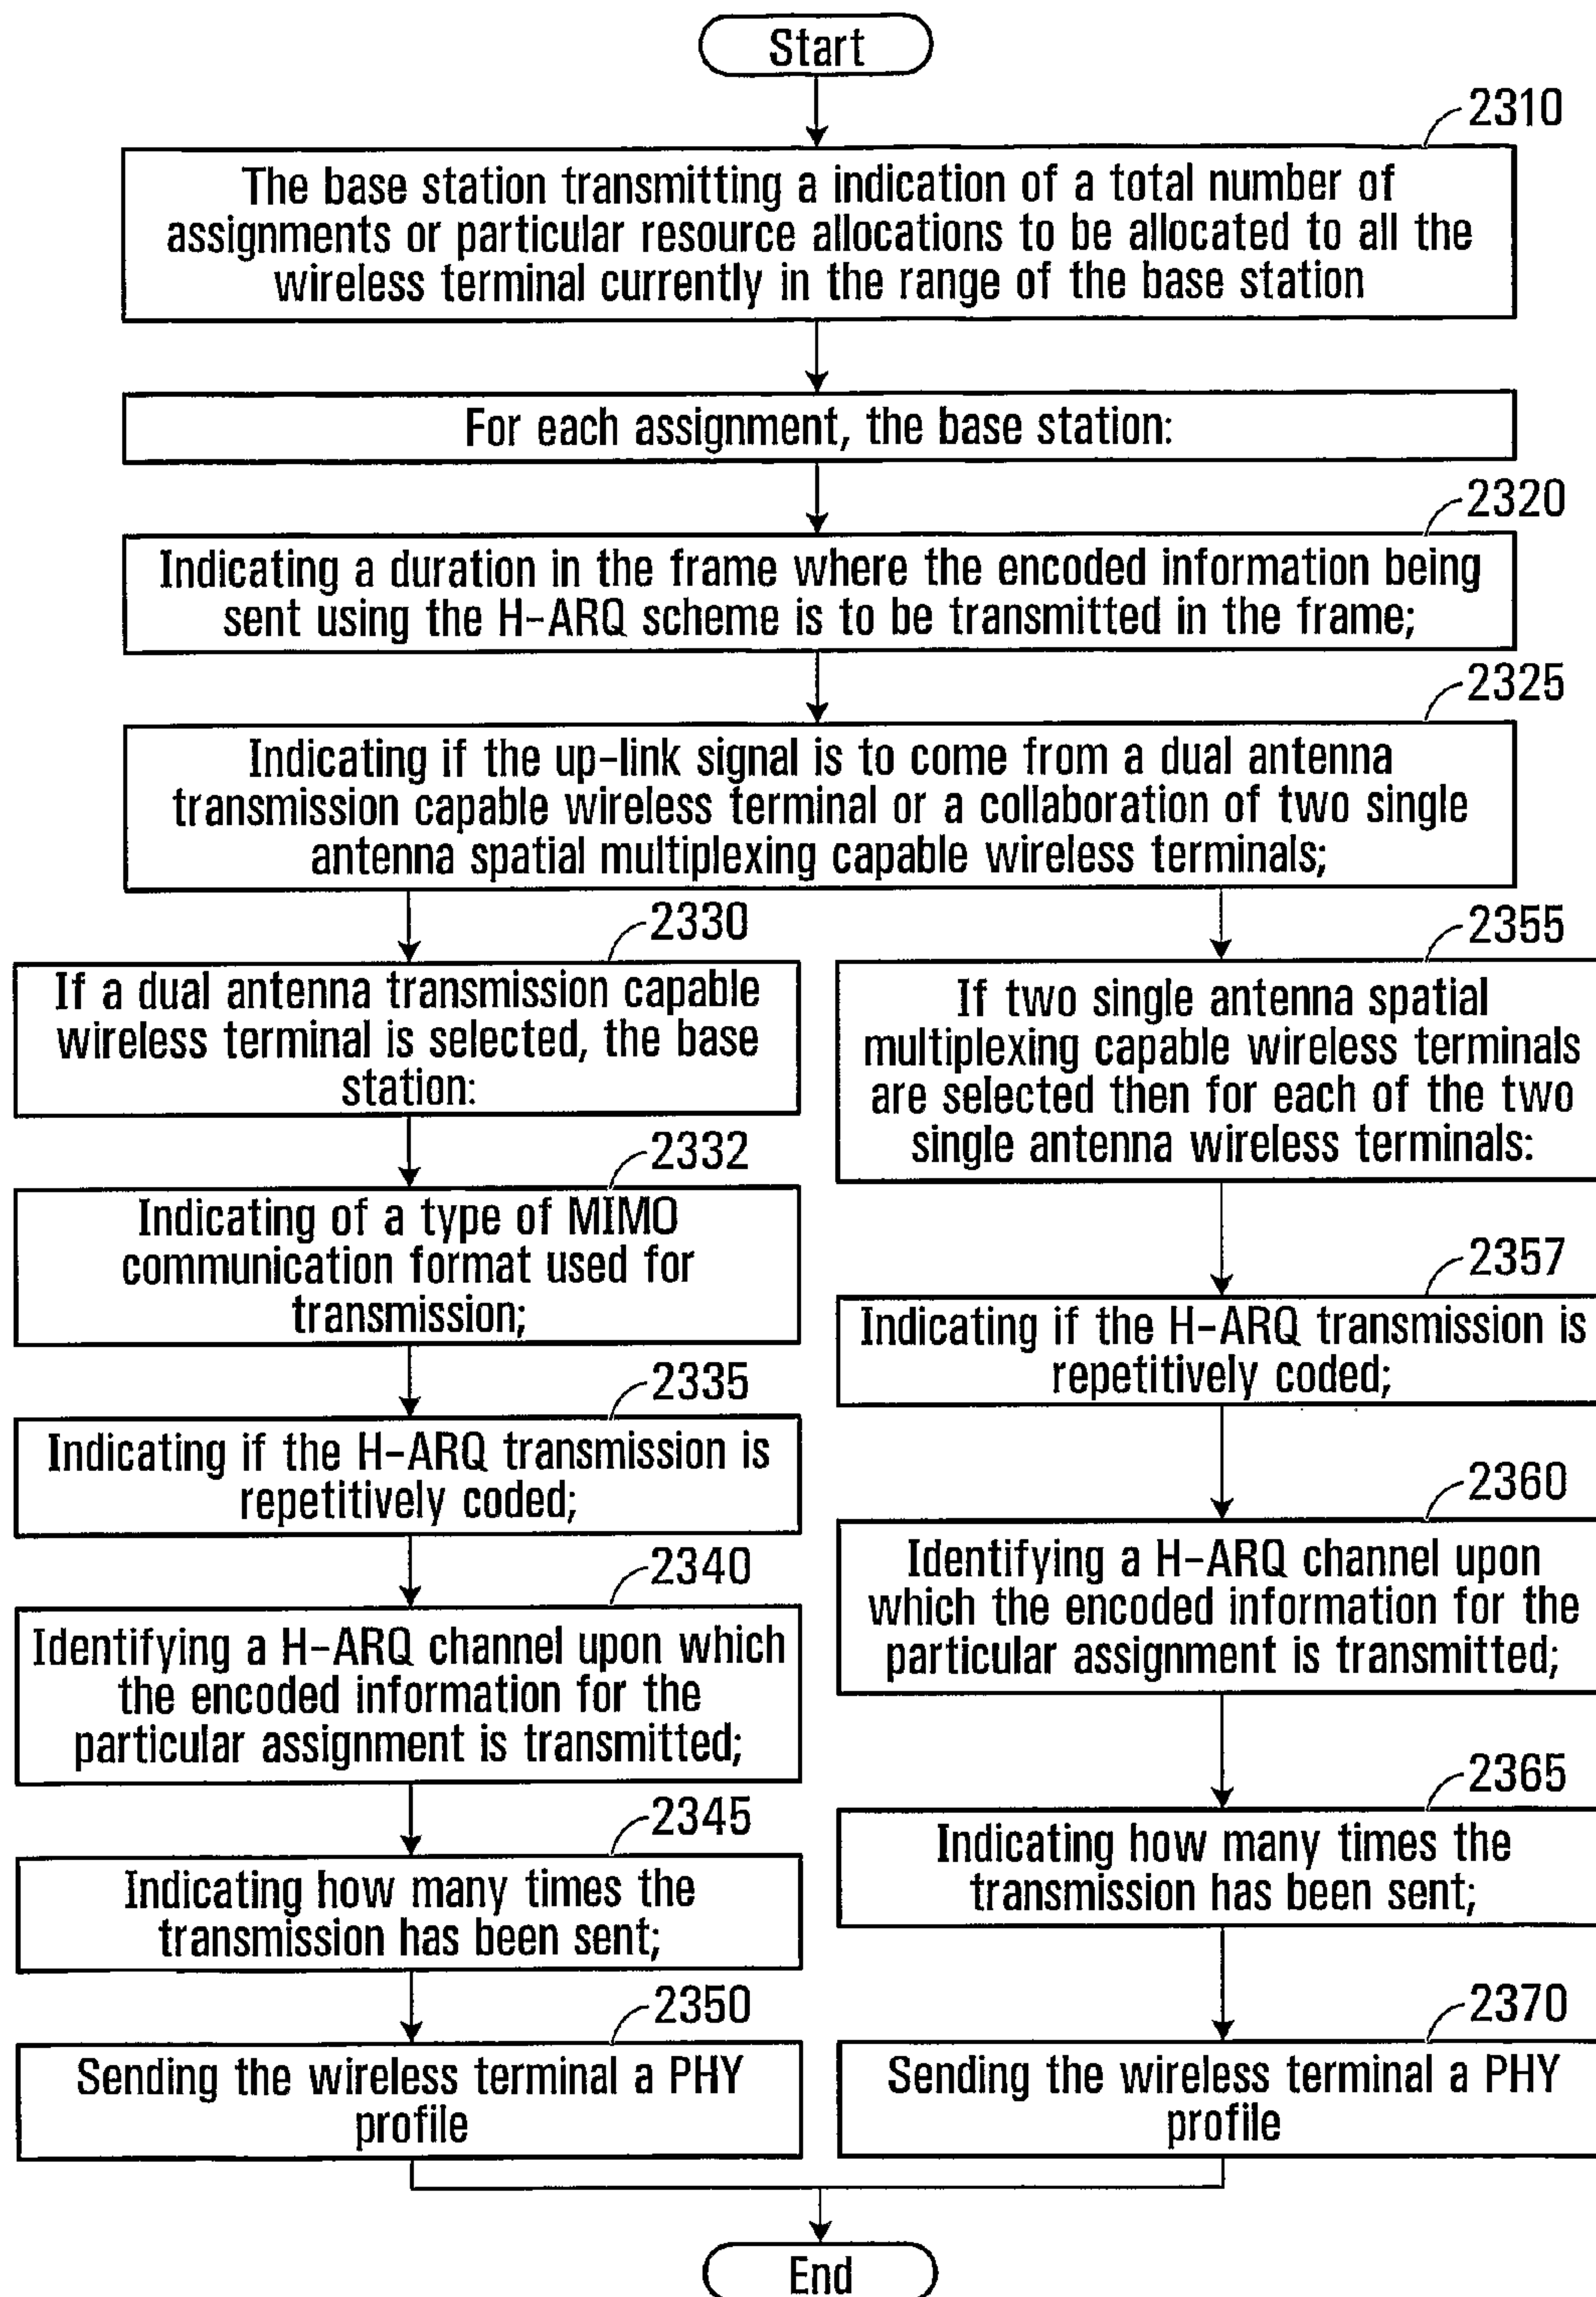 Start
2310
The base station transmitting a indication of a total number of
assignments or particular resource allocations to be allocated to all the
wireless terminal currently in the range of the base station
For each assignment, the base station:
2320
Indicating a duration in the frame where the encoded information being
sent using the H-ARQ scheme is to be transmitted in the frame;
2325
Indicating if the up-link signal is to come from a dual antenna
transmission capable wireless terminal or a collaboration of two single
antenna spatial multiplexing capable wireless terminals;
2330
If a dual antenna transmission capable
wireless terminal is selected, the base
station:
2332
Indicating of a type of MIMO
communication format used for
transmission;
2335
Indicating if the H-ARQ transmission is
repetitively coded;
2340
Identifying a H-ARQ channel upon which
the encoded information for the
particular assignment is transmitted;
2345
Indicating how many times the
transmission has been sent;
2350
Sending the wireless terminal a PHY
profile
2355
If two single antenna spatial
multiplexing capable wireless terminals
are selected then for each of the two
single antenna wireless terminals:
2357
Indicating if the H-ARQ transmission is
repetitively coded;
2360
Identifying a H-ARQ channel upon
which the encoded information for the
particular assignment is transmitted;
2365
Indicating how many times the
transmission has been sent;
2370
Sending the wireless terminal a PHY
profile
End